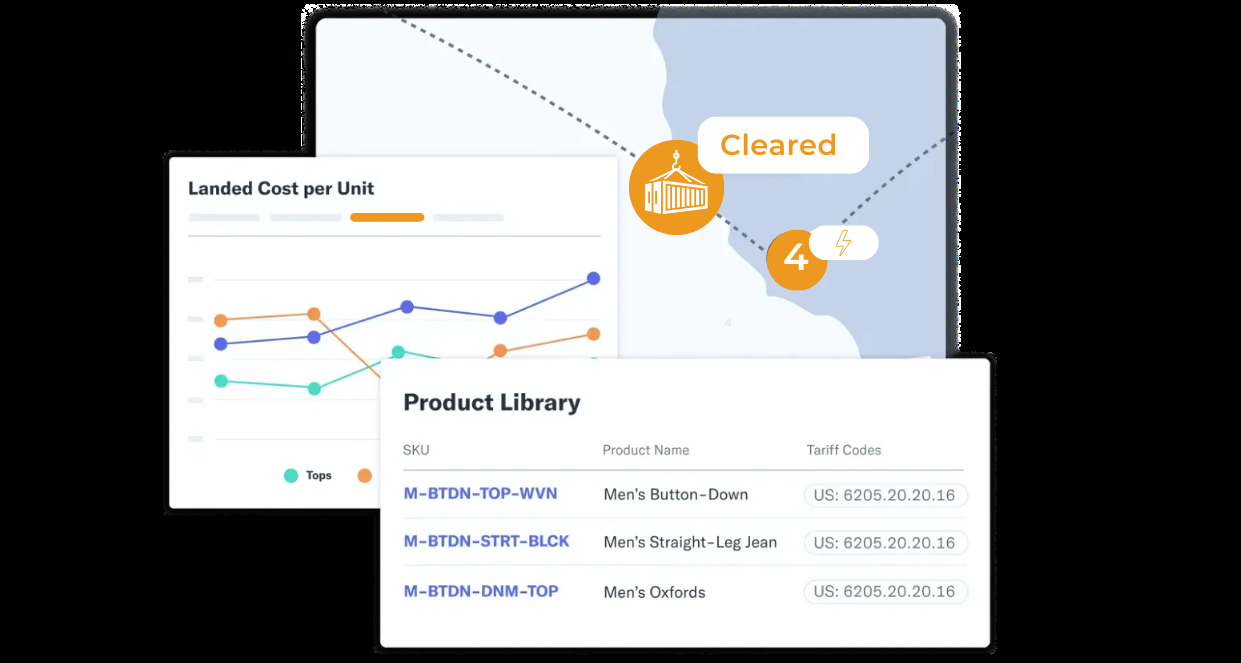 Cleared
4
Landed Cost per Unit
4
Tops
Product Library
SKU Product Name Tariff Codes
M-BTDN-TOP-WVN Men’s Button-Down US: 6205.20.20.16
M-BTDN-STRT-BLCK Men’s Straight-Leg Jean US: 6205.20.20.16
M-BTDN-DNM-TOP Men’s Oxfords US: 6205.20.20.16